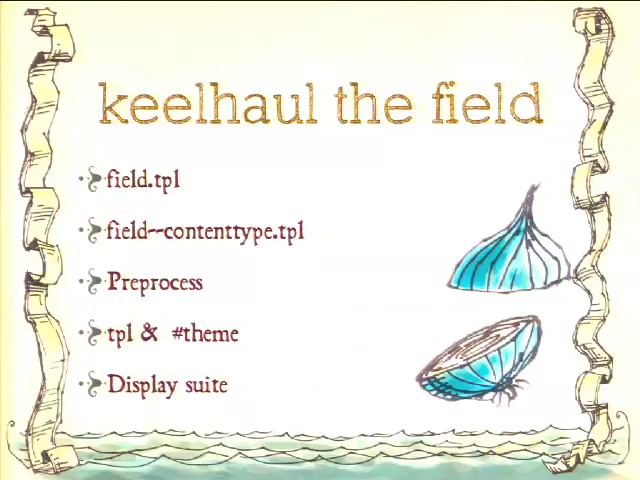 keelhaul the field
field.tpl
field--contenttype.tpl
Preprocess
tpl & #theme
Display suite